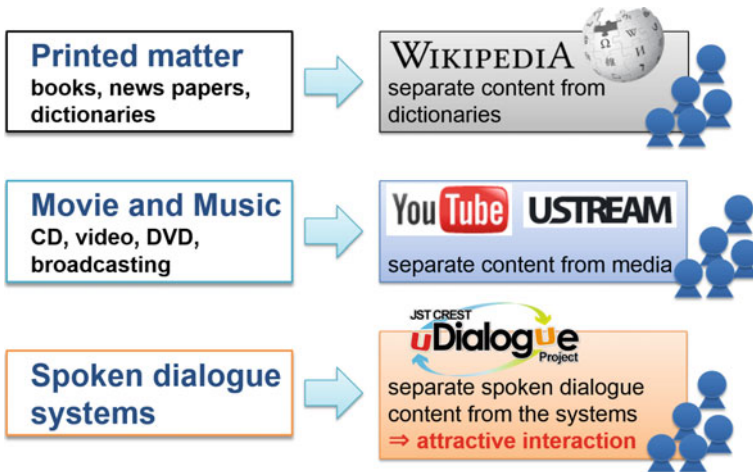 Printed matter
books, news papers,
dictionaries
WIKIPEDIA
separate content from
dictionaries
Movie and Music
CD, video, DVD,
broadcasting
YouTube USTREAM
separate content from media
Spoken dialogue
systems
JST CREST
uDialogue
Project
separate spoken dialogue
content from the systems
⇒ attractive interaction